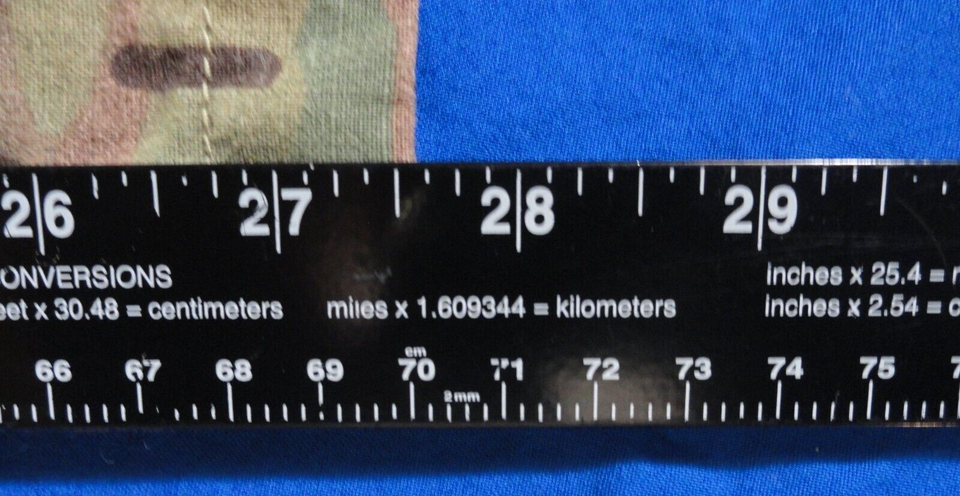 26 27 28 29
ONVERSIONS inches x 25.4 =
eet x 30.48 = centimeters miles x 1.609344 = kilometers inches x 2.54 = c
cm
66 67 68 69 70 71 72 73 74 75 7
2mm